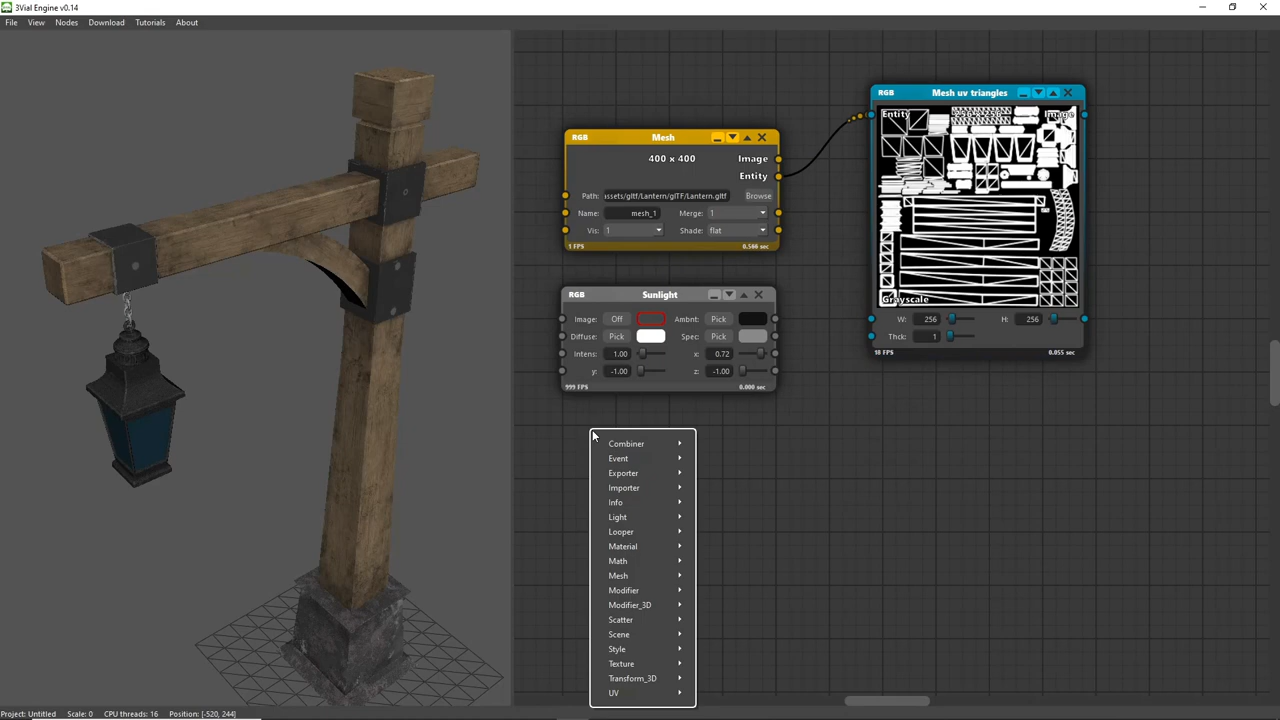 3Vial Engine v0.14
File View Nodes Download Tutorials About
RGB Mesh
400 x 400 Image
Entity
Path: ssets/gltf/Lantern/glTF/Lantern.gltf Browse
Name: mesh_1 Merge: 1
Vis: 1 Shade: flat
1 FPS 0.566 sec
RGB Mesh uv triangles
Entity 256 x 256 Image
Grayscale
W: 256 H: 256
Thck: 1
18 FPS 0.055 sec
RGB Sunlight
Image: Off Ambnt: Pick
Diffuse: Pick Spec: Pick
Intens: 1.00 x: 0.72
y: -1.00 z: -1.00
999 FPS 0.000 sec
Combiner
Event
Exporter
Importer
Info
Light
Looper
Material
Math
Mesh
Modifier
Modifier_3D
Scatter
Scene
Style
Texture
Transform_3D
UV
Project: Untitled Scale: 0 CPU threads: 16 Position: [-520, 244]